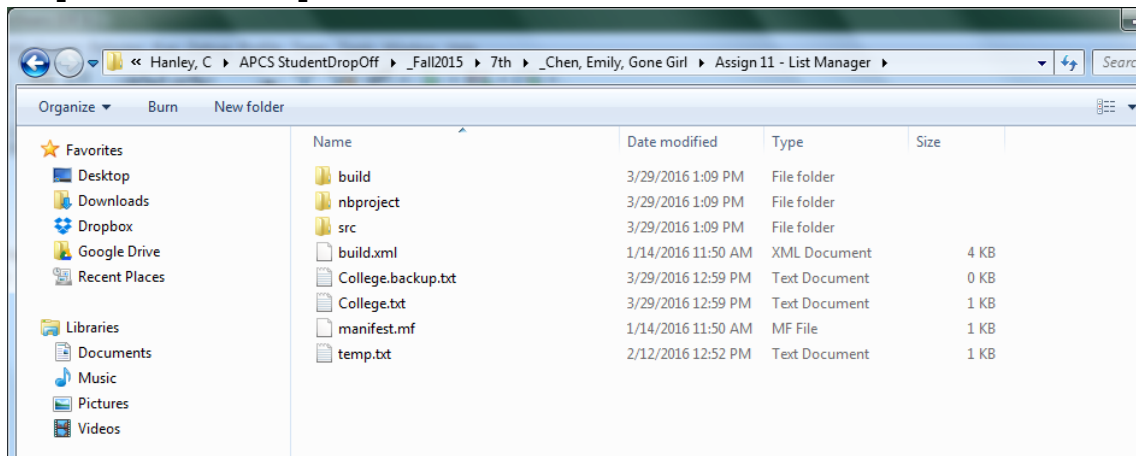 « Hanley, C ▸ APCS StudentDropOff ▸ _Fall2015 ▸ 7th ▸ _Chen, Emily, Gone Girl ▸ Assign 11 - List Manager ▸
Organize Burn New folder
Name Date modified Type Size
Favorites
Desktop
Downloads
Dropbox
Google Drive
Recent Places
Libraries
Documents
Music
Pictures
Videos
build 3/29/2016 1:09 PM File folder
nbproject 3/29/2016 1:09 PM File folder
src 3/29/2016 1:09 PM File folder
build.xml 1/14/2016 11:50 AM XML Document 4 KB
College.backup.txt 3/29/2016 12:59 PM Text Document 0 KB
College.txt 3/29/2016 12:59 PM Text Document 1 KB
manifest.mf 1/14/2016 11:50 AM MF File 1 KB
temp.txt 2/12/2016 12:52 PM Text Document 1 KB